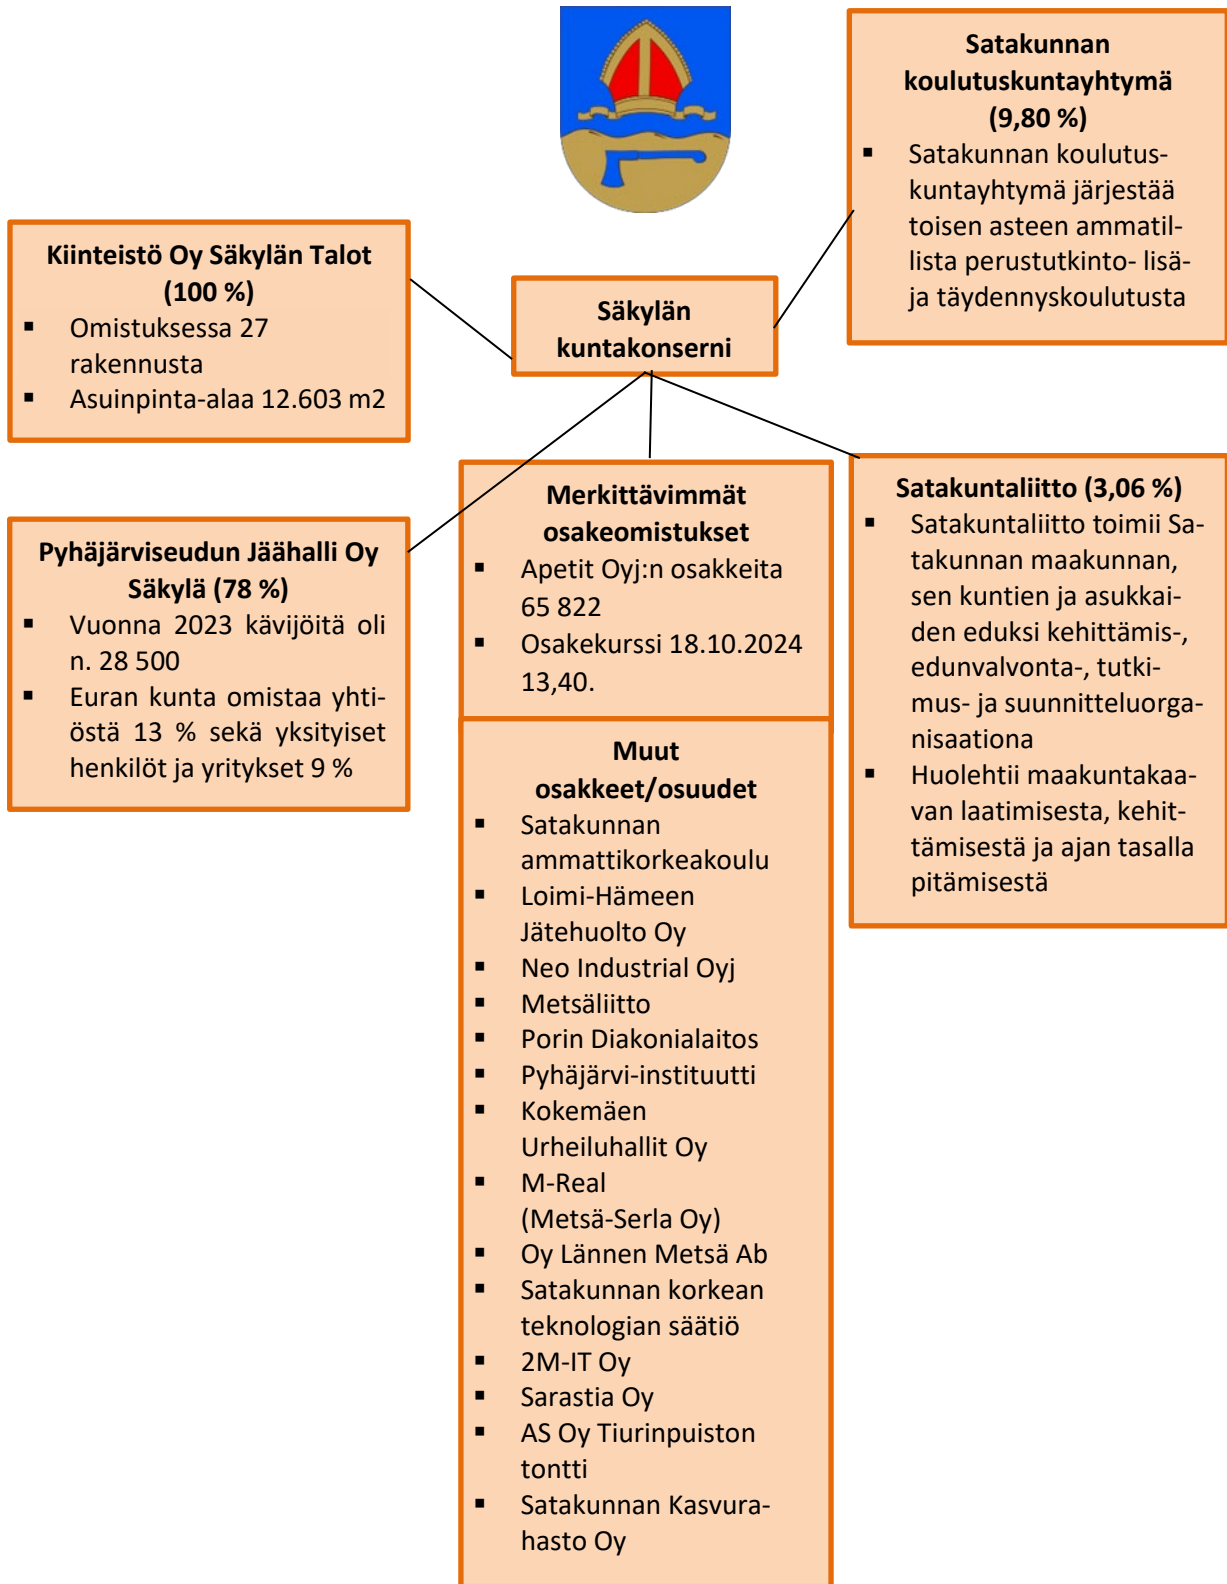 Satakunnan
koulutuskuntayhtymä
(9,80 %)
▪ Satakunnan koulutus-
kuntayhtymä järjestää
toisen asteen ammatil-
lista perustutkinto- lisä-
ja täydennyskoulutusta
Kiinteistö Oy Säkylän Talot
(100 %)
▪ Omistuksessa 27
rakennusta
▪ Asuinpinta-alaa 12.603 m2
Säkylän
kuntakonserni
Pyhäjärviseudun Jäähalli Oy
Säkylä (78 %)
▪ Vuonna 2023 kävijöitä oli
n. 28 500
▪ Euran kunta omistaa yhti-
östä 13 % sekä yksityiset
henkilöt ja yritykset 9 %
Merkittävimmät
osakeomistukset
▪ Apetit Oyj:n osakkeita
65 822
▪ Osakekurssi 18.10.2024
13,40.
Satakuntaliitto (3,06 %)
▪ Satakuntaliitto toimii Sa-
takunnan maakunnan,
sen kuntien ja asukkai-
den eduksi kehittämis-,
edunvalvonta-, tutki-
mus- ja suunnitteluorga-
nisaationa
▪ Huolehtii maakuntakaa-
van laatimisesta, kehit-
tämisestä ja ajan tasalla
pitämisestä
Muut
osakkeet/osuudet
▪ Satakunnan
ammattikorkeakoulu
▪ Loimi-Hämeen
Jätehuolto Oy
▪ Neo Industrial Oyj
▪ Metsäliitto
▪ Porin Diakonialaitos
▪ Pyhäjärvi-instituutti
▪ Kokemäen
Urheiluhallit Oy
▪ M-Real
(Metsä-Serla Oy)
▪ Oy Lännen Metsä Ab
▪ Satakunnan korkean
teknologian säätiö
▪ 2M-IT Oy
▪ Sarastia Oy
▪ AS Oy Tiurinpuiston
tontti
▪ Satakunnan Kasvura-
hasto Oy